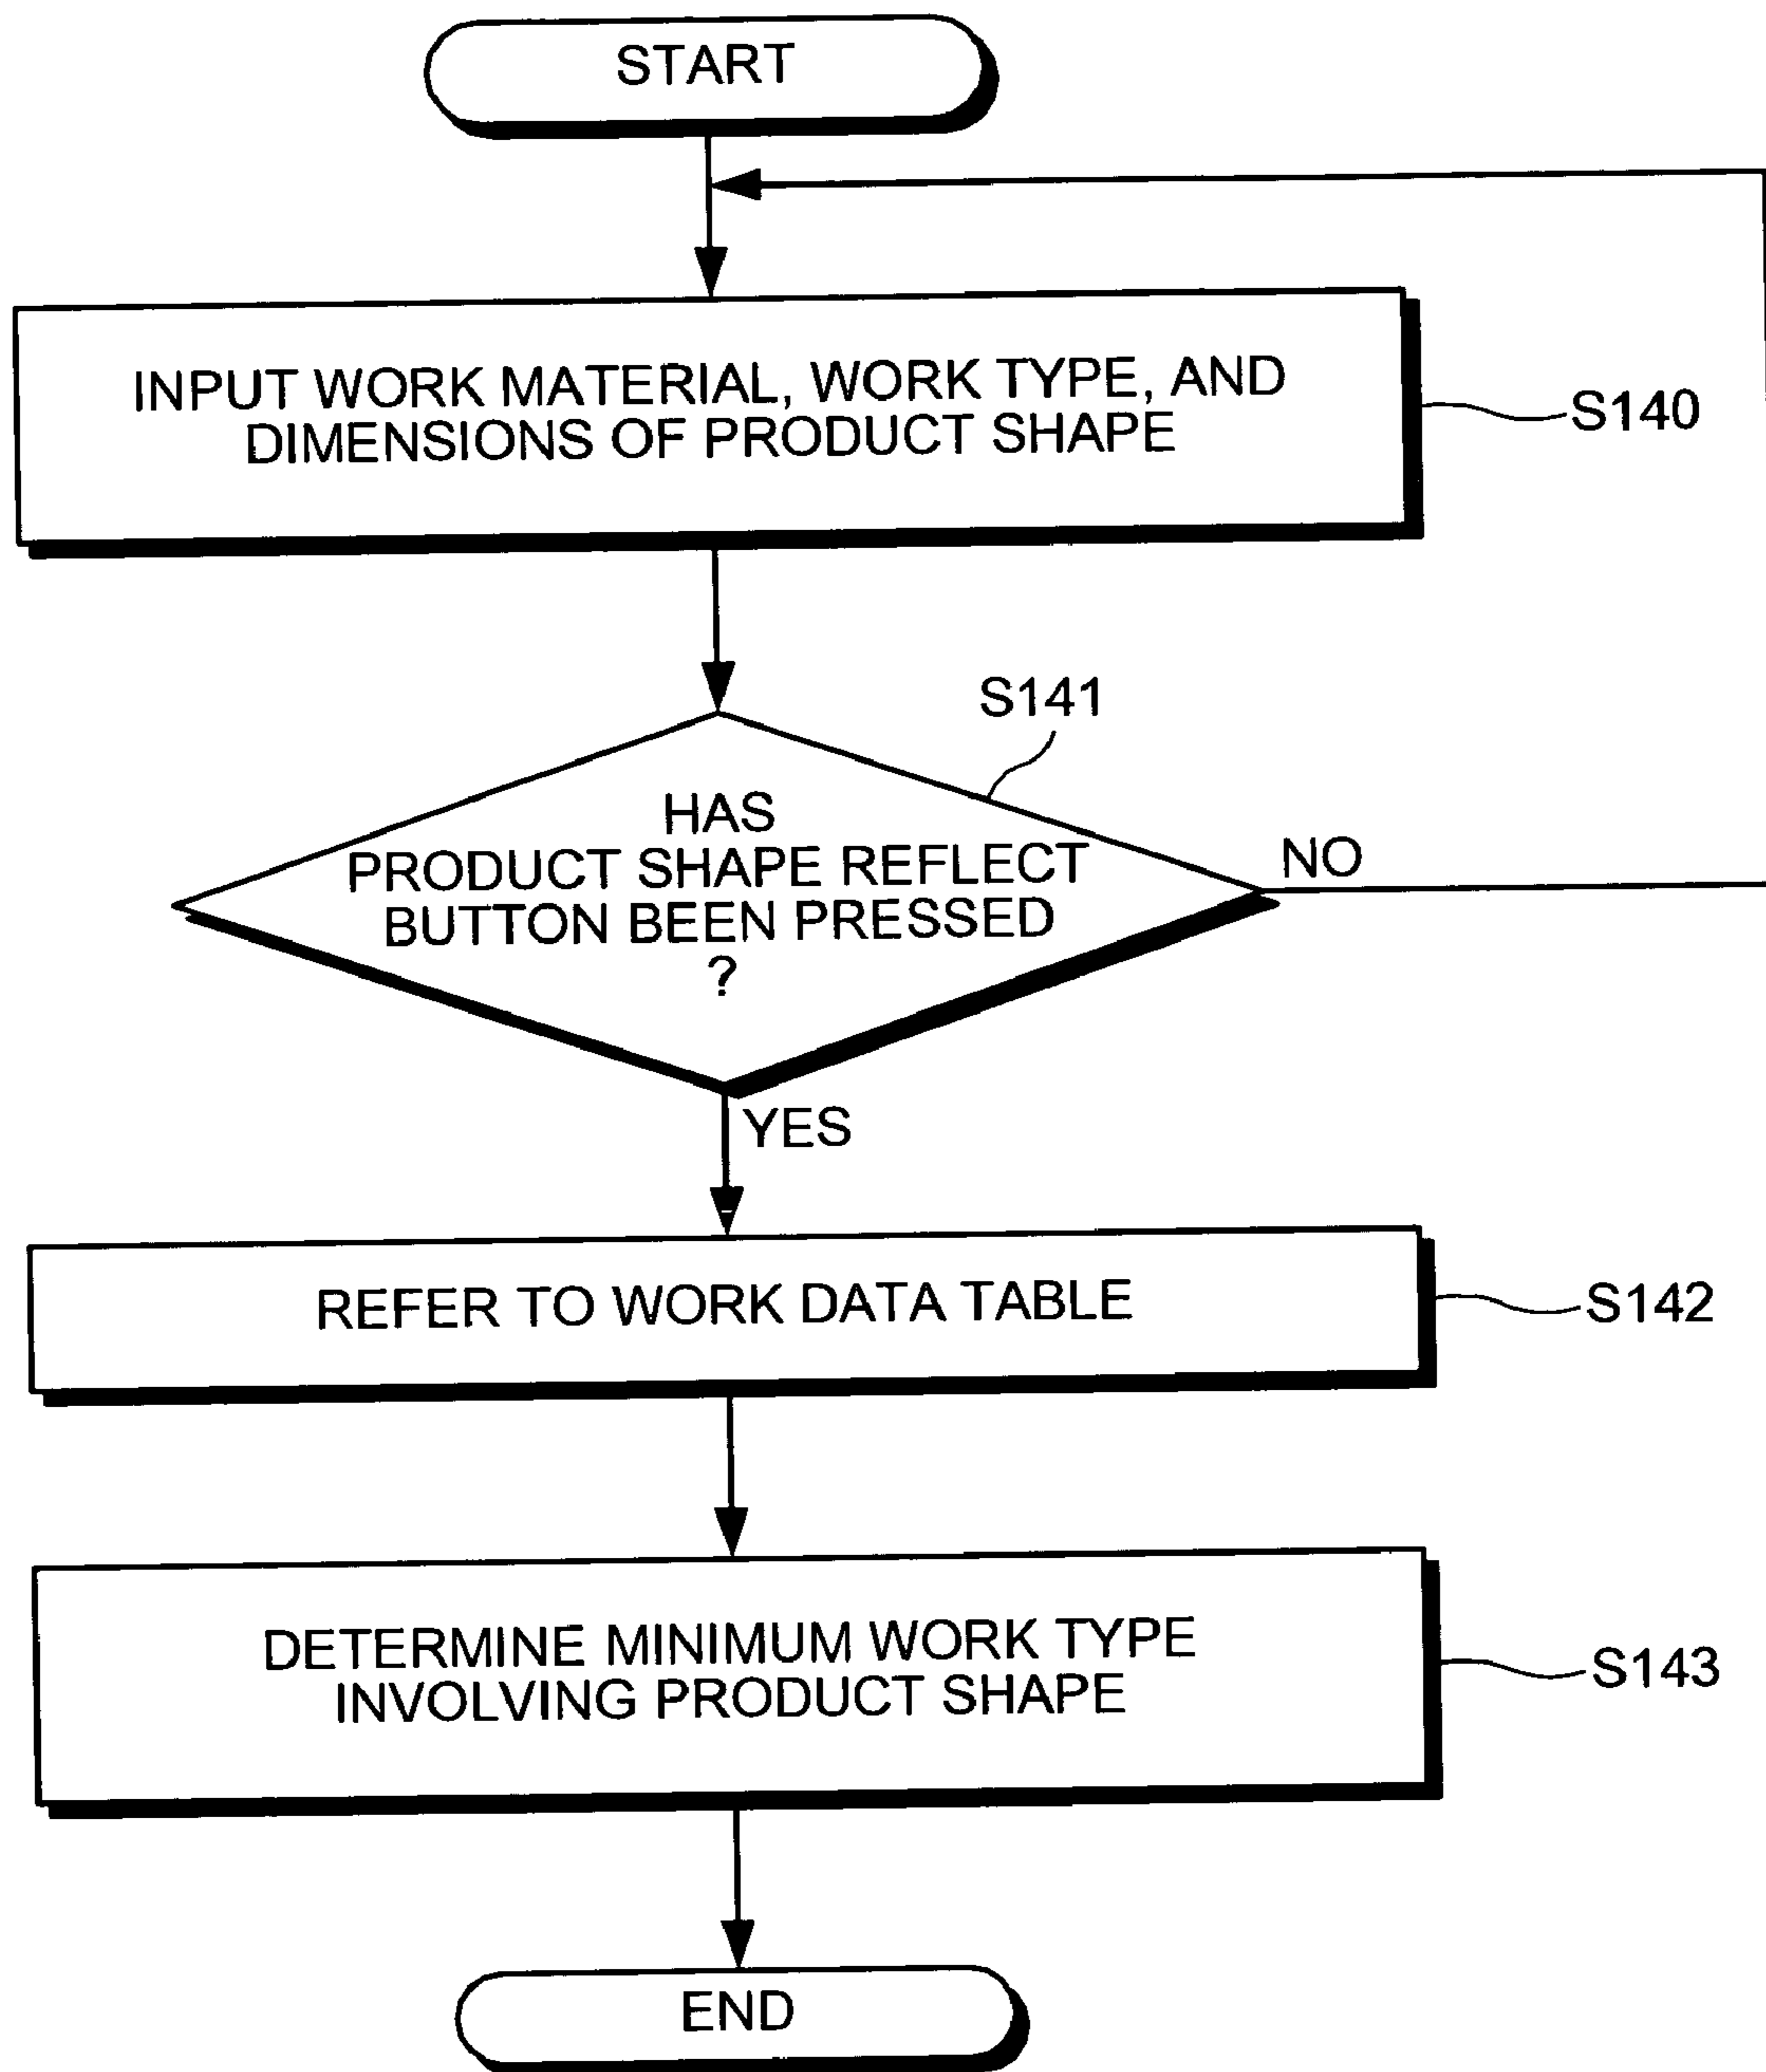 START
INPUT WORK MATERIAL, WORK TYPE, AND
DIMENSIONS OF PRODUCT SHAPE
S140
S141
HAS
PRODUCT SHAPE REFLECT
BUTTON BEEN PRESSED
?
NO
YES
REFER TO WORK DATA TABLE
S142
DETERMINE MINIMUM WORK TYPE
INVOLVING PRODUCT SHAPE
S143
END